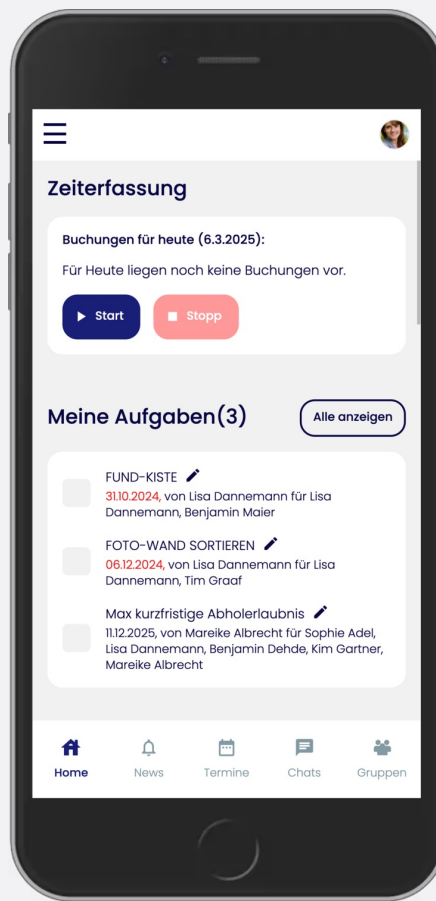 Zeiterfassung
Buchungen für heute (6.3.2025):
Für Heute liegen noch keine Buchungen vor.
Start
Stopp
Meine Aufgaben(3)
Alle anzeigen
FUND-KISTE
31.10.2024, von Lisa Dannemann für Lisa
Dannemann, Benjamin Maier
FOTO-WAND SORTIEREN
06.12.2024, von Lisa Dannemann für Lisa
Dannemann, Tim Graaf
Max kurzfristige Abholerlaubnis
11.12.2025, von Mareike Albrecht für Sophie Adel,
Lisa Dannemann, Benjamin Dehde, Kim Gartner,
Mareike Albrecht
Home
News
Termine
Chats
Gruppen